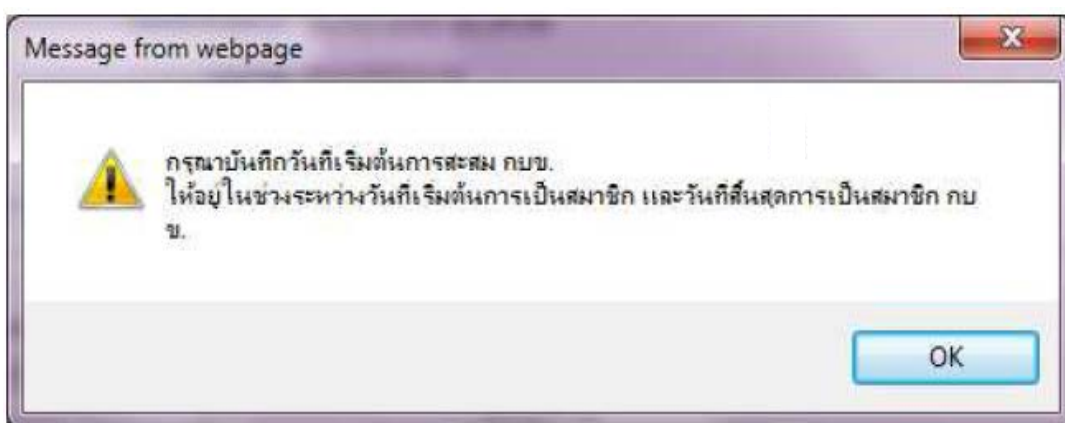 Message from webpage
กรุณาบันทึกวันที่เริ่มต้นการสะสม กบข.
ให้อยู่ในช่วงระหว่างวันที่เริ่มต้นการเป็นสมาชิก และวันที่สิ้นสุดการเป็นสมาชิก กบ
ข.
OK